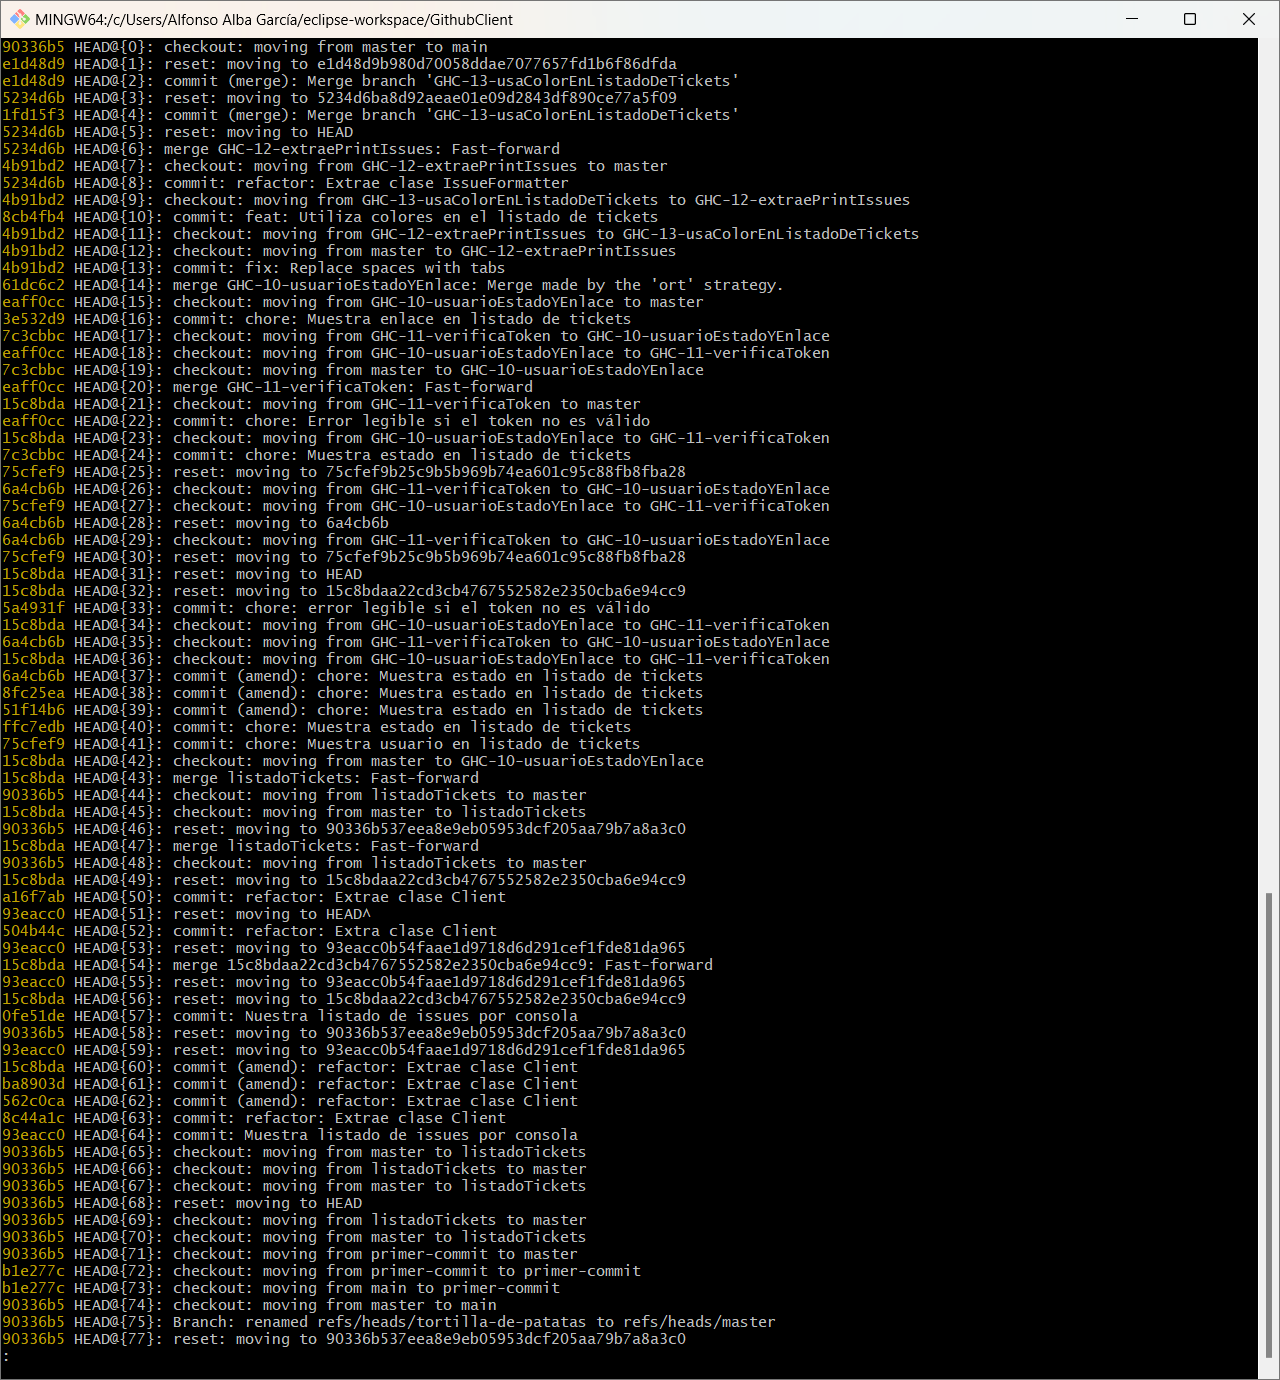 MINGW64:/c/Users/Alfonso Alba García/eclipse-workspace/GithubClient
90336b5 HEAD@{0}: checkout: moving from master to main
e1d48d9 HEAD@{1}: reset: moving to e1d48d9b980d70058ddae7077657fd1b6f86dfda
e1d48d9 HEAD@{2}: commit (merge): Merge branch 'GHC-13-usaColorEnListadoDeTickets'
5234d6b HEAD@{3}: reset: moving to 5234d6ba8d92aeae01e09d2843df890ce77a5f09
1fd15f3 HEAD@{4}: commit (merge): Merge branch 'GHC-13-usaColorEnListadoDeTickets'
5234d6b HEAD@{5}: reset: moving to HEAD
5234d6b HEAD@{6}: merge GHC-12-extraePrintIssues: Fast-forward
4b91bd2 HEAD@{7}: checkout: moving from GHC-12-extraePrintIssues to master
5234d6b HEAD@{8}: commit: refactor: Extrae clase IssueFormatter
4b91bd2 HEAD@{9}: checkout: moving from GHC-13-usaColorEnListadoDeTickets to GHC-12-extraePrintIssues
8cb4fb4 HEAD@{10}: commit: feat: Utiliza colores en el listado de tickets
4b91bd2 HEAD@{11}: checkout: moving from GHC-12-extraePrintIssues to GHC-13-usaColorEnListadoDeTickets
4b91bd2 HEAD@{12}: checkout: moving from master to GHC-12-extraePrintIssues
4b91bd2 HEAD@{13}: commit: fix: Replace spaces with tabs
61dc6c2 HEAD@{14}: merge GHC-10-usuarioEstadoYEnlace: Merge made by the 'ort' strategy.
eaff0cc HEAD@{15}: checkout: moving from GHC-10-usuarioEstadoYEnlace to master
3e532d9 HEAD@{16}: commit: chore: Muestra enlace en listado de tickets
7c3cbbc HEAD@{17}: checkout: moving from GHC-11-verificaToken to GHC-10-usuarioEstadoYEnlace
eaff0cc HEAD@{18}: checkout: moving from GHC-10-usuarioEstadoYEnlace to GHC-11-verificaToken
7c3cbbc HEAD@{19}: checkout: moving from master to GHC-10-usuarioEstadoYEnlace
eaff0cc HEAD@{20}: merge GHC-11-verificaToken: Fast-forward
15c8bda HEAD@{21}: checkout: moving from GHC-11-verificaToken to master
eaff0cc HEAD@{22}: commit: chore: Error legible si el token no es válido
15c8bda HEAD@{23}: checkout: moving from GHC-10-usuarioEstadoYEnlace to GHC-11-verificaToken
7c3cbbc HEAD@{24}: commit: chore: Muestra estado en listado de tickets
75cfef9 HEAD@{25}: reset: moving to 75cfef9b25c9b5b969b74ea601c95c88fb8fba28
6a4cb6b HEAD@{26}: checkout: moving from GHC-11-verificaToken to GHC-10-usuarioEstadoYEnlace
75cfef9 HEAD@{27}: checkout: moving from GHC-10-usuarioEstadoYEnlace to GHC-11-verificaToken
6a4cb6b HEAD@{28}: reset: moving to 6a4cb6b
6a4cb6b HEAD@{29}: checkout: moving from GHC-11-verificaToken to GHC-10-usuarioEstadoYEnlace
75cfef9 HEAD@{30}: reset: moving to 75cfef9b25c9b5b969b74ea601c95c88fb8fba28
15c8bda HEAD@{31}: reset: moving to HEAD
15c8bda HEAD@{32}: reset: moving to 15c8bdaa22cd3cb4767552582e2350cba6e94cc9
5a4931f HEAD@{33}: commit: chore: error legible si el token no es válido
15c8bda HEAD@{34}: checkout: moving from GHC-10-usuarioEstadoYEnlace to GHC-11-verificaToken
6a4cb6b HEAD@{35}: checkout: moving from GHC-11-verificaToken to GHC-10-usuarioEstadoYEnlace
15c8bda HEAD@{36}: checkout: moving from GHC-10-usuarioEstadoYEnlace to GHC-11-verificaToken
6a4cb6b HEAD@{37}: commit (amend): chore: Muestra estado en listado de tickets
8fc25ea HEAD@{38}: commit (amend): chore: Muestra estado en listado de tickets
51f14b6 HEAD@{39}: commit (amend): chore: Muestra estado en listado de tickets
ffc7edb HEAD@{40}: commit: chore: Muestra estado en listado de tickets
75cfef9 HEAD@{41}: commit: chore: Muestra usuario en listado de tickets
15c8bda HEAD@{42}: checkout: moving from master to GHC-10-usuarioEstadoYEnlace
15c8bda HEAD@{43}: merge listadoTickets: Fast-forward
90336b5 HEAD@{44}: checkout: moving from listadoTickets to master
15c8bda HEAD@{45}: checkout: moving from master to listadoTickets
90336b5 HEAD@{46}: reset: moving to 90336b537eea8e9eb05953dcf205aa79b7a8a3c0
15c8bda HEAD@{47}: merge listadoTickets: Fast-forward
90336b5 HEAD@{48}: checkout: moving from listadoTickets to master
15c8bda HEAD@{49}: reset: moving to 15c8bdaa22cd3cb4767552582e2350cba6e94cc9
a16f7ab HEAD@{50}: commit: refactor: Extrae clase Client
93eacc0 HEAD@{51}: reset: moving to HEAD^
504b44c HEAD@{52}: commit: refactor: Extra clase Client
93eacc0 HEAD@{53}: reset: moving to 93eacc0b54faae1d9718d6d291cef1fde81da965
15c8bda HEAD@{54}: merge 15c8bdaa22cd3cb4767552582e2350cba6e94cc9: Fast-forward
93eacc0 HEAD@{55}: reset: moving to 93eacc0b54faae1d9718d6d291cef1fde81da965
15c8bda HEAD@{56}: reset: moving to 15c8bdaa22cd3cb4767552582e2350cba6e94cc9
0fe51de HEAD@{57}: commit: Nuestra listado de issues por consola
90336b5 HEAD@{58}: reset: moving to 90336b537eea8e9eb05953dcf205aa79b7a8a3c0
93eacc0 HEAD@{59}: reset: moving to 93eacc0b54faae1d9718d6d291cef1fde81da965
15c8bda HEAD@{60}: commit (amend): refactor: Extrae clase Client
ba8903d HEAD@{61}: commit (amend): refactor: Extrae clase Client
562c0ca HEAD@{62}: commit (amend): refactor: Extrae clase Client
8c44a1c HEAD@{63}: commit: refactor: Extrae clase Client
93eacc0 HEAD@{64}: commit: Muestra listado de issues por consola
90336b5 HEAD@{65}: checkout: moving from master to listadoTickets
90336b5 HEAD@{66}: checkout: moving from listadoTickets to master
90336b5 HEAD@{67}: checkout: moving from master to listadoTickets
90336b5 HEAD@{68}: reset: moving to HEAD
90336b5 HEAD@{69}: checkout: moving from listadoTickets to master
90336b5 HEAD@{70}: checkout: moving from master to listadoTickets
90336b5 HEAD@{71}: checkout: moving from primer-commit to master
b1e277c HEAD@{72}: checkout: moving from primer-commit to primer-commit
b1e277c HEAD@{73}: checkout: moving from main to primer-commit
90336b5 HEAD@{74}: checkout: moving from master to main
90336b5 HEAD@{75}: Branch: renamed refs/heads/tortilla-de-patatas to refs/heads/master
90336b5 HEAD@{77}: reset: moving to 90336b537eea8e9eb05953dcf205aa79b7a8a3c0
: